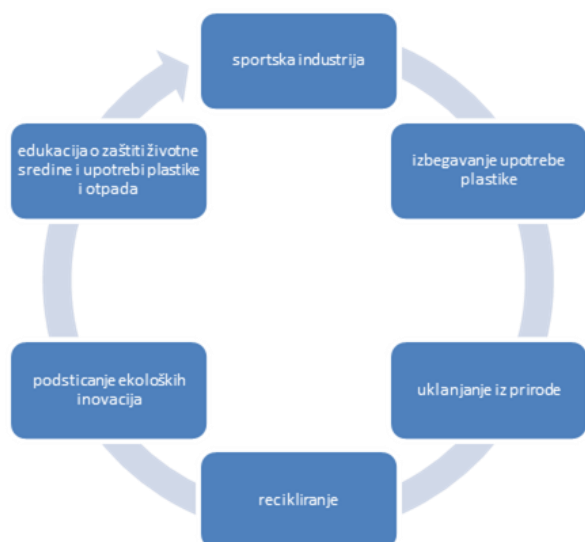 sportska industrija
izbegavanje upotrebe
plastike
uklanjanje iz prirode
recikliranje
podsticanje ekoloških
inovacija
edukacija o zaštiti životne
sredine i upotrebi plastike
i otpada